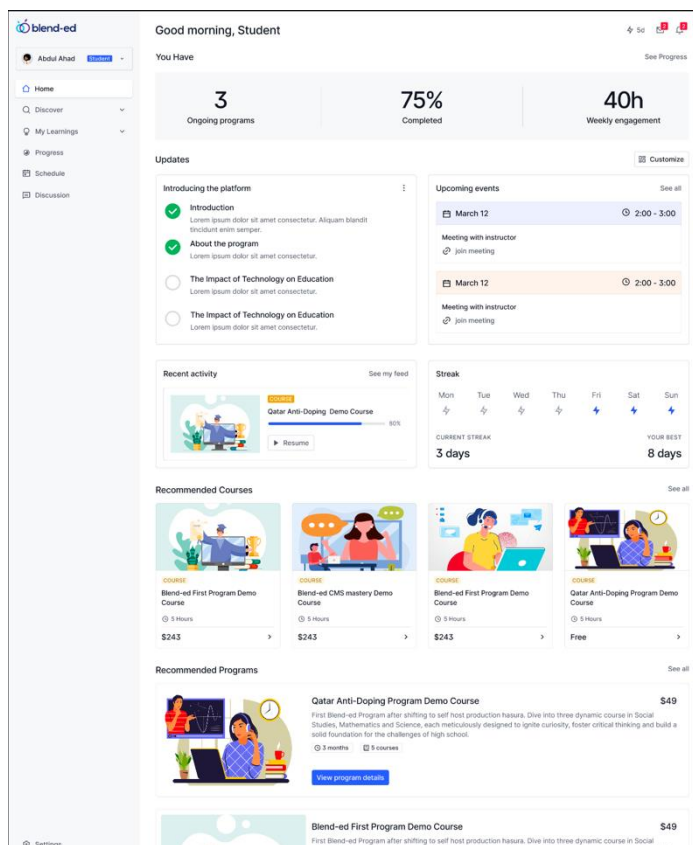 blend-ed
Abdul Ahad Student
Home
Discover
My Learnings
Progress
Schedule
Discussion
Settings
Good morning, Student
5d
2
2
You Have
See Progress
3
Ongoing programs
75%
Completed
40h
Weekly engagement
Updates
Customize
Introducing the platform
Introduction
Lorem ipsum dolor sit amet consectetur. Aliquam blandit
tincidunt enim semper.
About the program
Lorem ipsum dolor sit amet consectetur.
The Impact of Technology on Education
Lorem ipsum dolor sit amet consectetur.
The Impact of Technology on Education
Lorem ipsum dolor sit amet consectetur.
Upcoming events
See all
March 12
2:00 - 3:00
Meeting with instructor
join meeting
March 12
2:00 - 3:00
Meeting with instructor
join meeting
Recent activity
See my feed
COURSE
Qatar Anti-Doping Demo Course
80%
Resume
Streak
Mon Tue Wed Thu Fri Sat Sun
CURRENT STREAK
YOUR BEST
3 days
8 days
Recommended Courses
See all
COURSE
Blend-ed First Program Demo
Course
5 Hours
$243
COURSE
Blend-ed CMS mastery Demo
Course
5 Hours
$243
COURSE
Blend-ed First Program Demo
Course
5 Hours
$243
COURSE
Qatar Anti-Doping Program Demo
Course
5 Hours
Free
Recommended Programs
See all
Qatar Anti-Doping Program Demo Course
$49
First Blend-ed Program after shifting to self host production hasura. Dive into three dynamic course in Social
Studies, Mathematics and Science, each meticulously designed to ignite curiosity, foster critical thinking and build a
solid foundation for the challenges of high school.
3 months
5 courses
View program details
Blend-ed First Program Demo Course
$49
First Blend-ed Program after shifting to self host production hasura. Dive into three dynamic course in Social